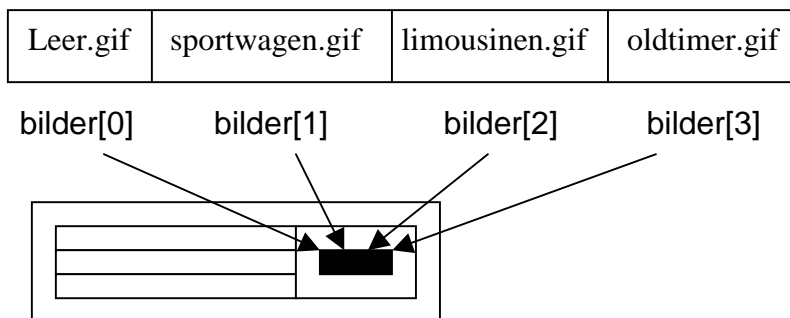 Leer.gif sportwagen.gif limousinen.gif oldtimer.gif
bilder[0] bilder[1] bilder[2] bilder[3]